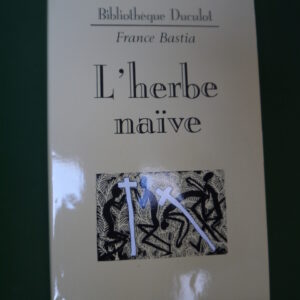 Bibliothèque Duculot
France Bastia
L'herbe
naïve